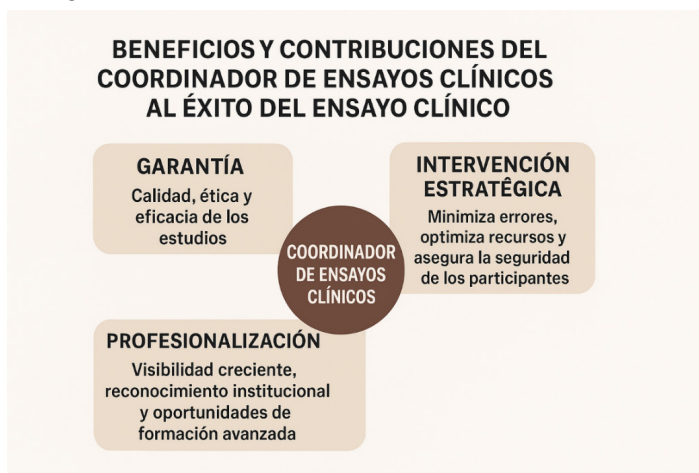 BENEFICIOS Y CONTRIBUCIONES DEL
COORDINADOR DE ENSAYOS CLÍNICOS
AL ÉXITO DEL ENSAYO CLÍNICO
GARANTÍA
Calidad, ética y
eficacia de los
estudios
INTERVENCIÓN
ESTRATÊGICA
Minimiza errores,
optimiza recursos y
asegura la seguridad
de los participantes
COORDINADOR
DE ENSAYOS
CLÍNICOS
PROFESIONALIZACIÓN
Visibilidad creciente,
reconocimiento institucional
y oportunidades de
formación avanzada